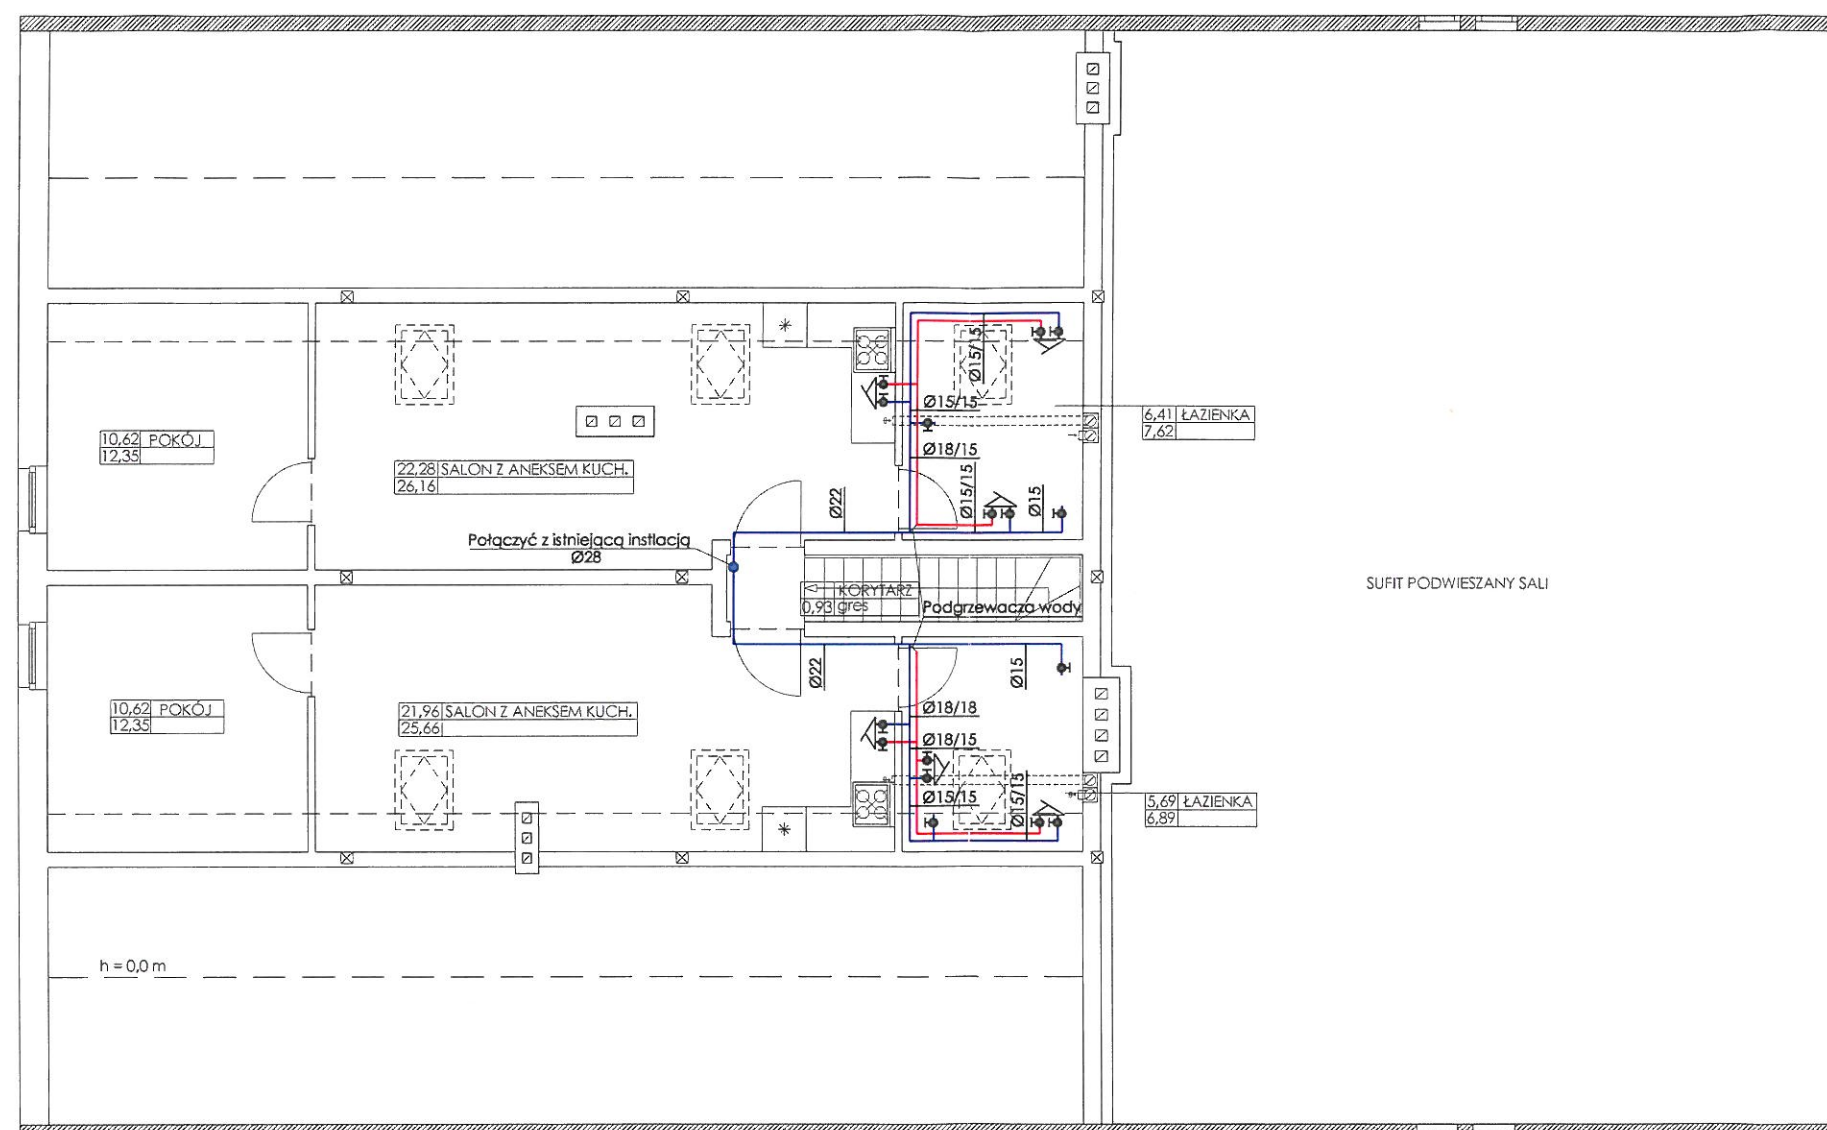 Ø15/15
Ø15/15
6,41 ŁAZIENKA
7,62
10,62 POKÓJ
12,35
Ø18/15
22,28 SALON Z ANEKSEM KUCH.
26,16
Ø15/15
Ø15
Ø22
Połączyć z istniejącą instlacją
Ø28
SUFIT PODWIESZANY SALI
KORYTARZ
0,93 gres
Podgrzewacza wody
Ø22
Ø15
10,62 POKÓJ
12,35
21,96 SALON Z ANEKSEM KUCH.
25,66
Ø18/18
Ø18/15
Ø15/15
Ø15/15
5,69 ŁAZIENKA
6,89
h = 0,0 m